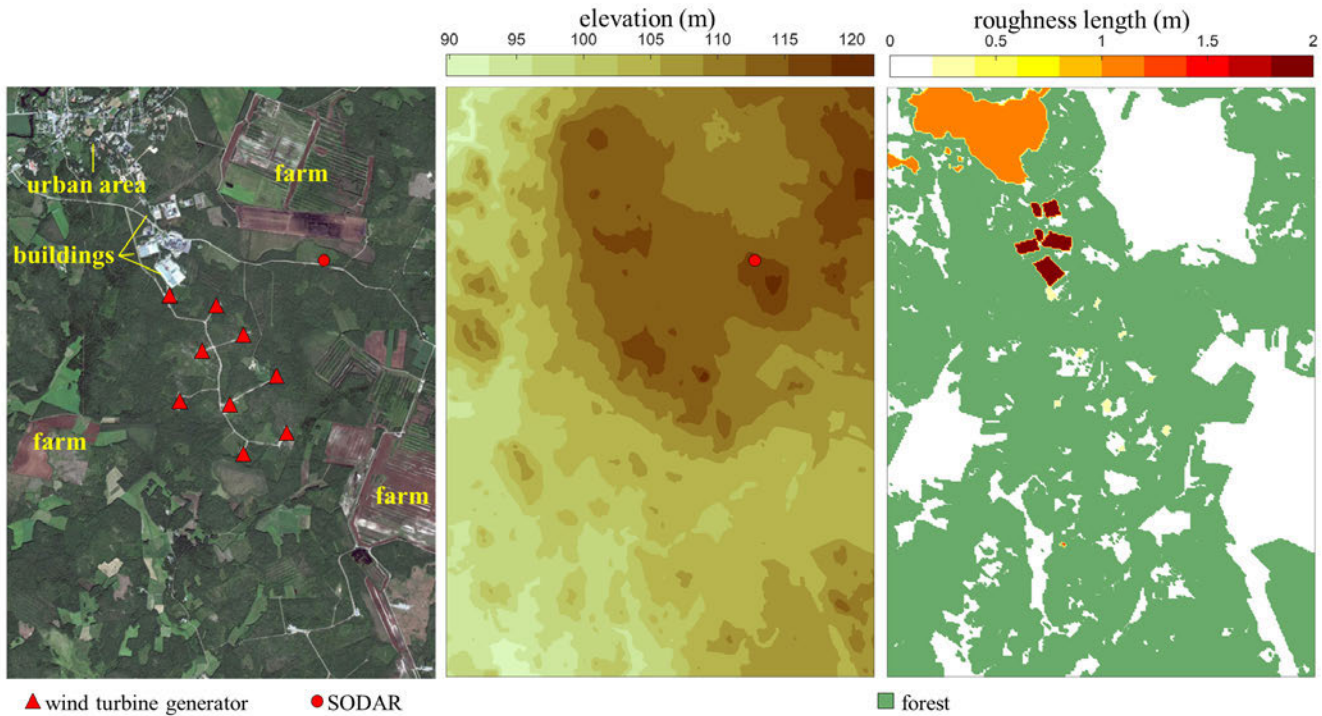 elevation (m)
90 95 100 105 110 115 120
roughness length (m)
0 0.5 1 1.5 2
urban area
farm
buildings
farm
farm
wind turbine generator
SODAR
forest